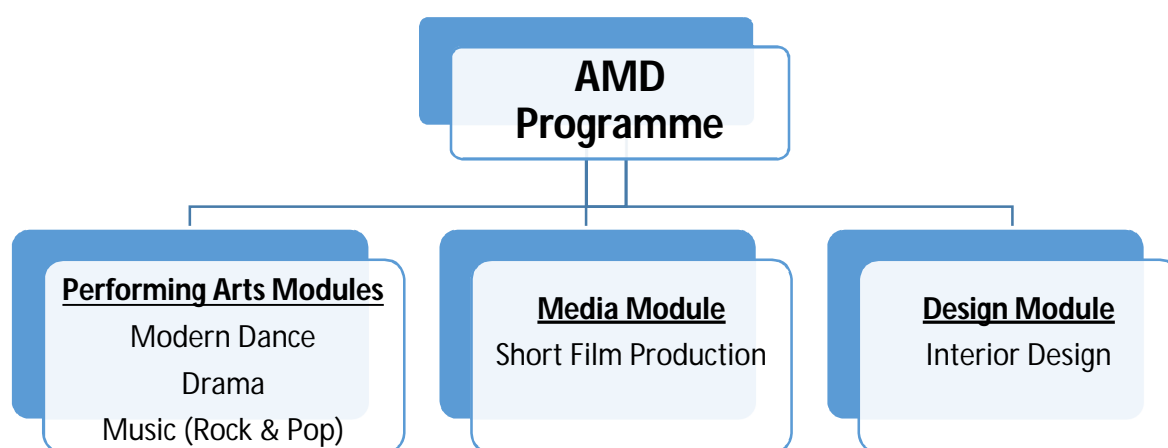 AMD
Programme
Performing Arts Modules
Modern Dance
Drama
Music (Rock & Pop)
Media Module
Short Film Production
Design Module
Interior Design